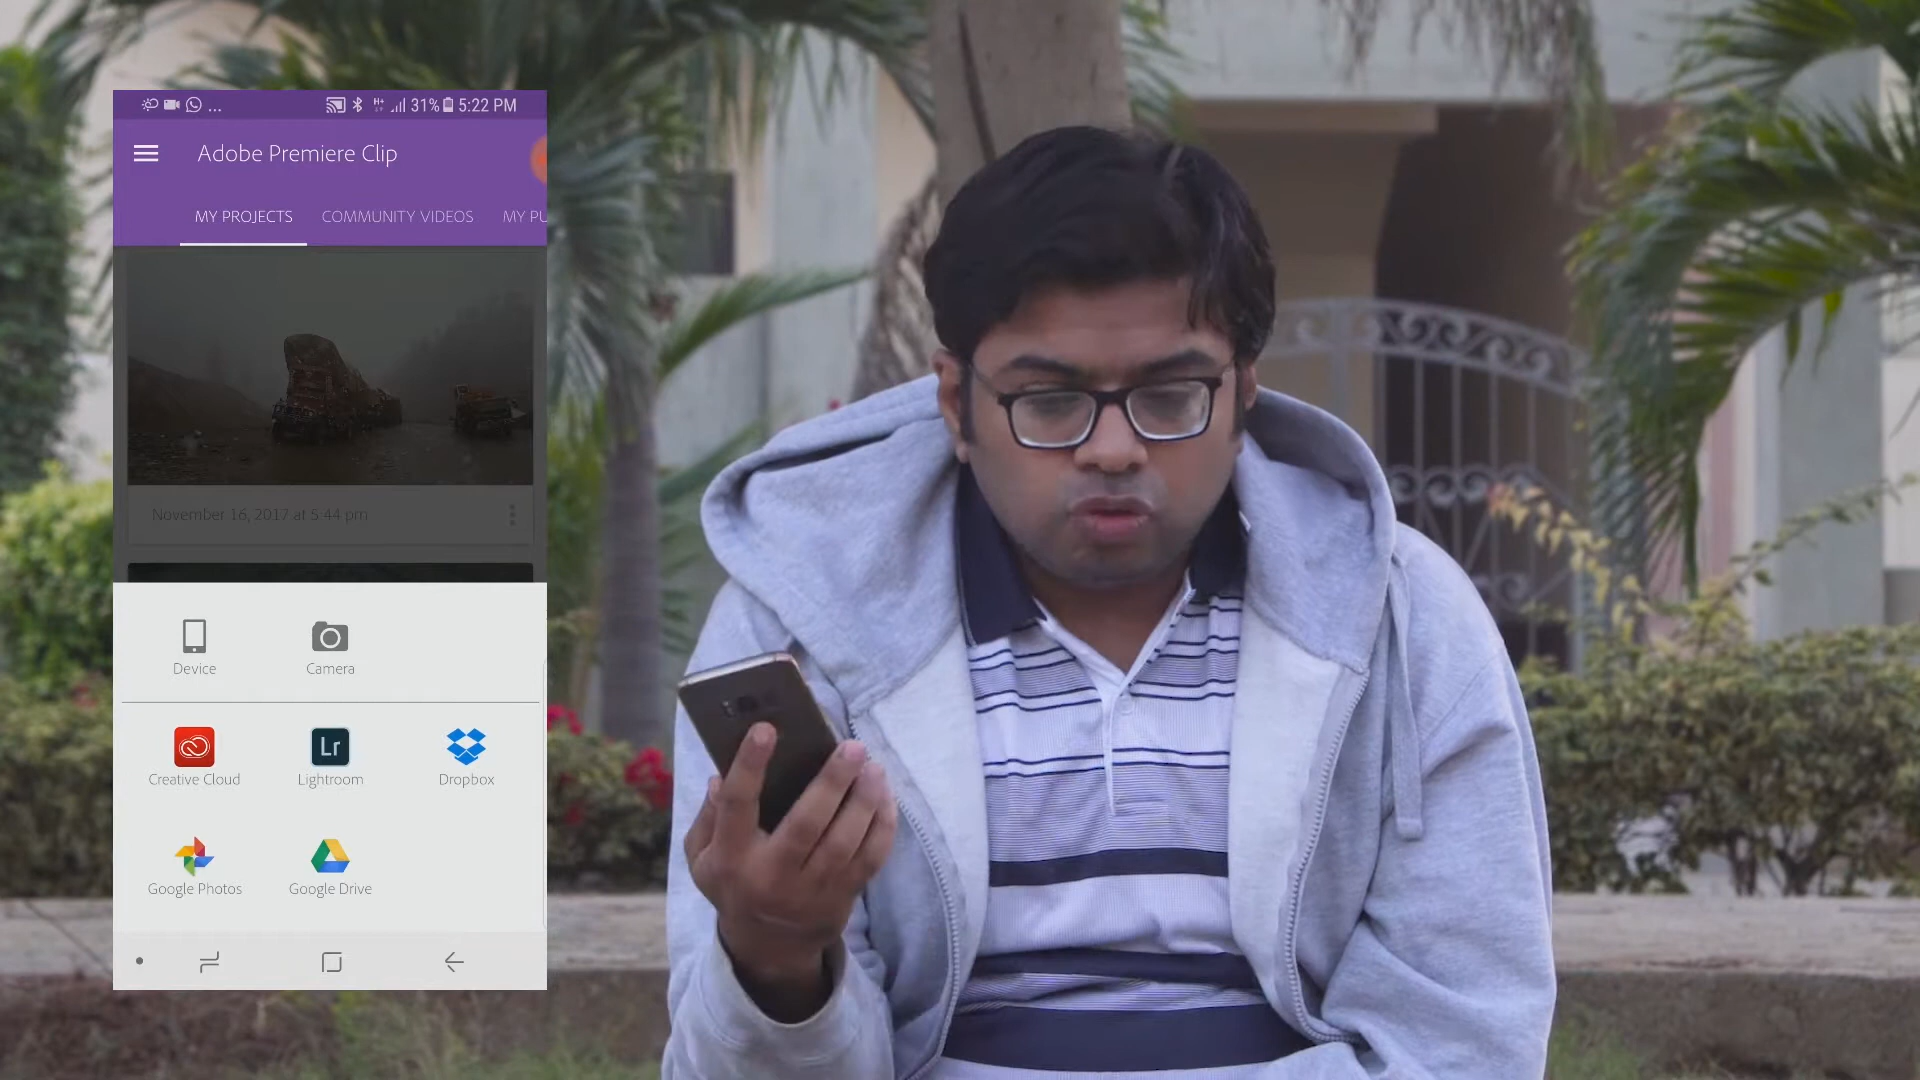 ... 31% 5:22 PM
Adobe Premiere Clip
MY PROJECTS COMMUNITY VIDEOS MY PU
November 16, 2017 at 5:44 pm
Device Camera
Lr
Creative Cloud Lightroom Dropbox
Google Photos Google Drive